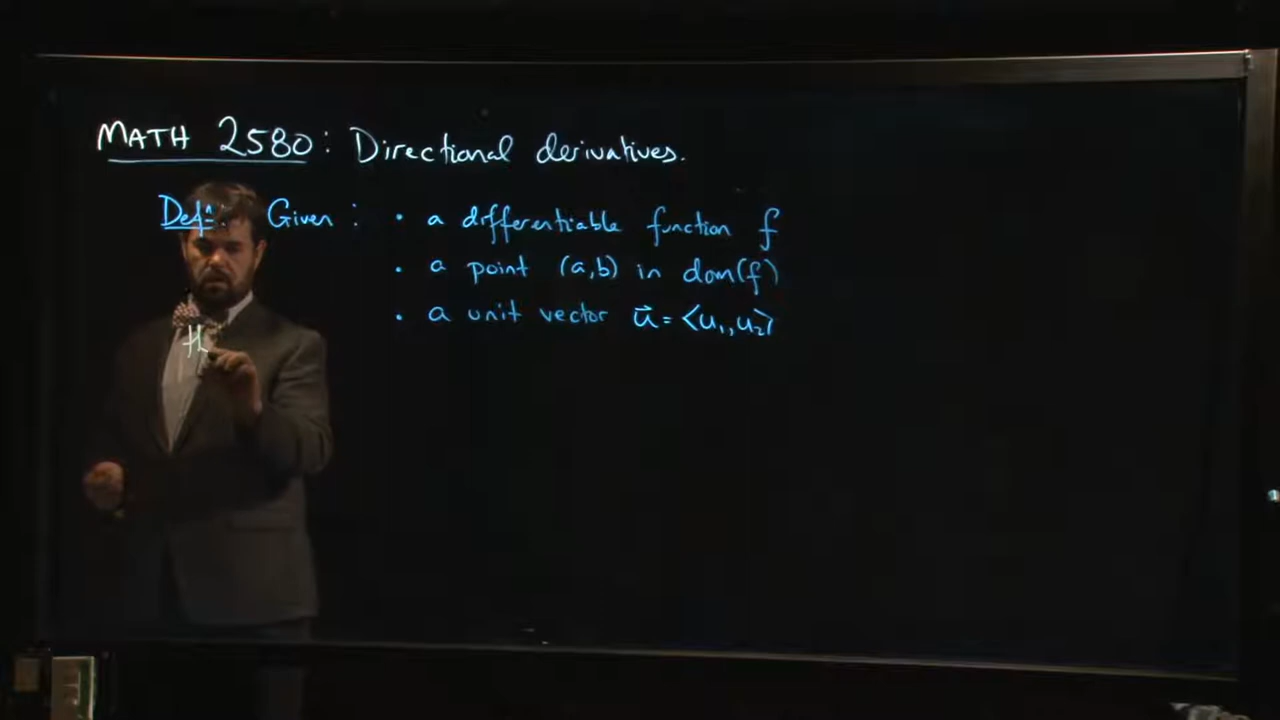 MATH 2580: Directional derivatives.
Defn: Given: • a differentiable function f
• a point (a,b) in dom(f)
• a unit vector u⃗ = ⟨u₁,u₂⟩